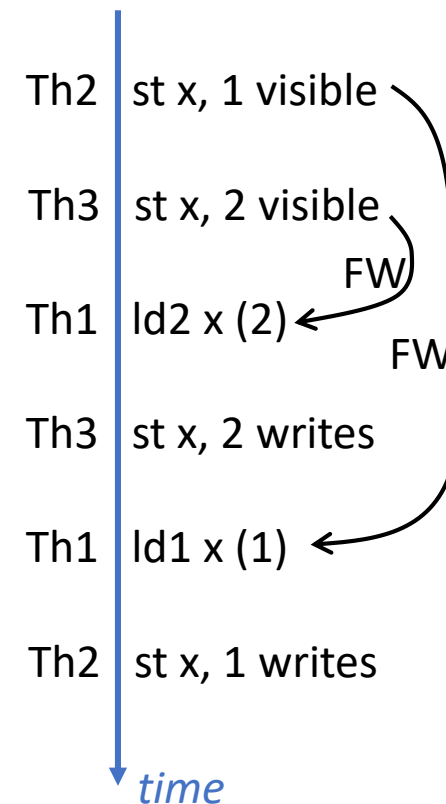 Th2 st x, 1 visible
Th3 st x, 2 visible
FW
Th1 ld2 x (2)
FW
Th3 st x, 2 writes
Th1 ld1 x (1)
Th2 st x, 1 writes
time